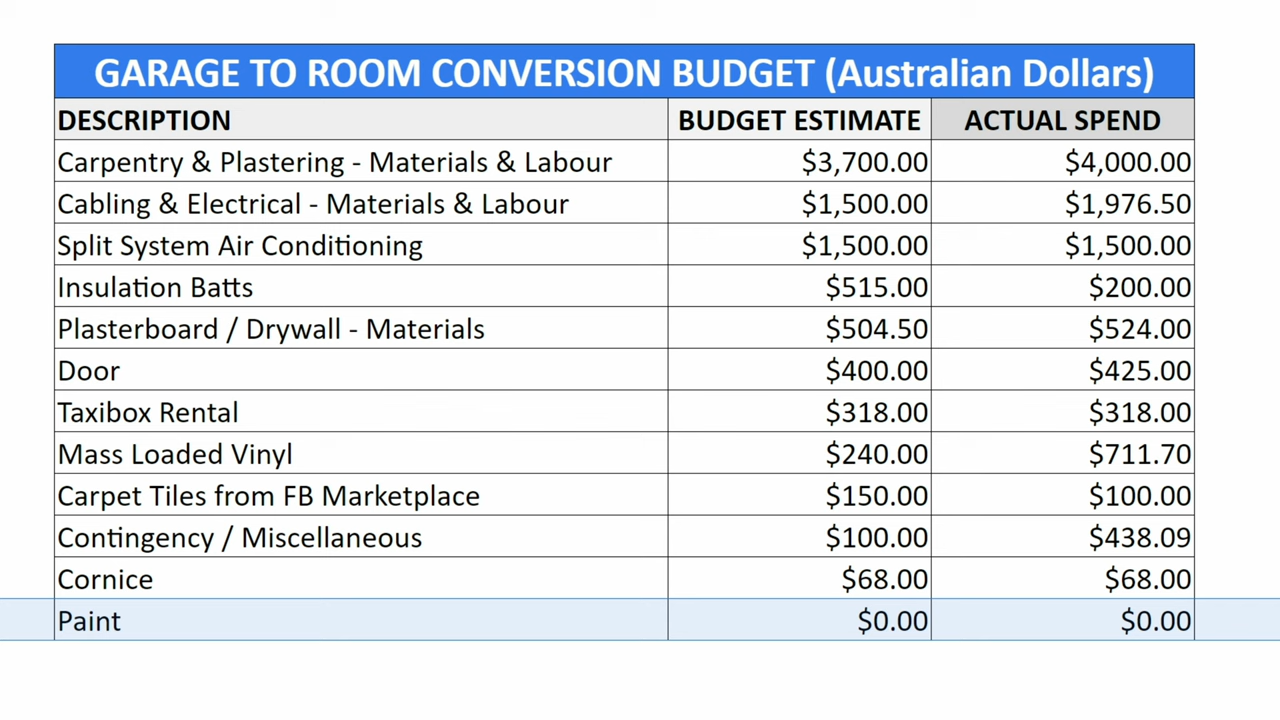 GARAGE TO ROOM CONVERSION BUDGET (Australian Dollars)
DESCRIPTION BUDGET ESTIMATE ACTUAL SPEND
Carpentry & Plastering - Materials & Labour $3,700.00 $4,000.00
Cabling & Electrical - Materials & Labour $1,500.00 $1,976.50
Split System Air Conditioning $1,500.00 $1,500.00
Insulation Batts $515.00 $200.00
Plasterboard / Drywall - Materials $504.50 $524.00
Door $400.00 $425.00
Taxibox Rental $318.00 $318.00
Mass Loaded Vinyl $240.00 $711.70
Carpet Tiles from FB Marketplace $150.00 $100.00
Contingency / Miscellaneous $100.00 $438.09
Cornice $68.00 $68.00
Paint $0.00 $0.00